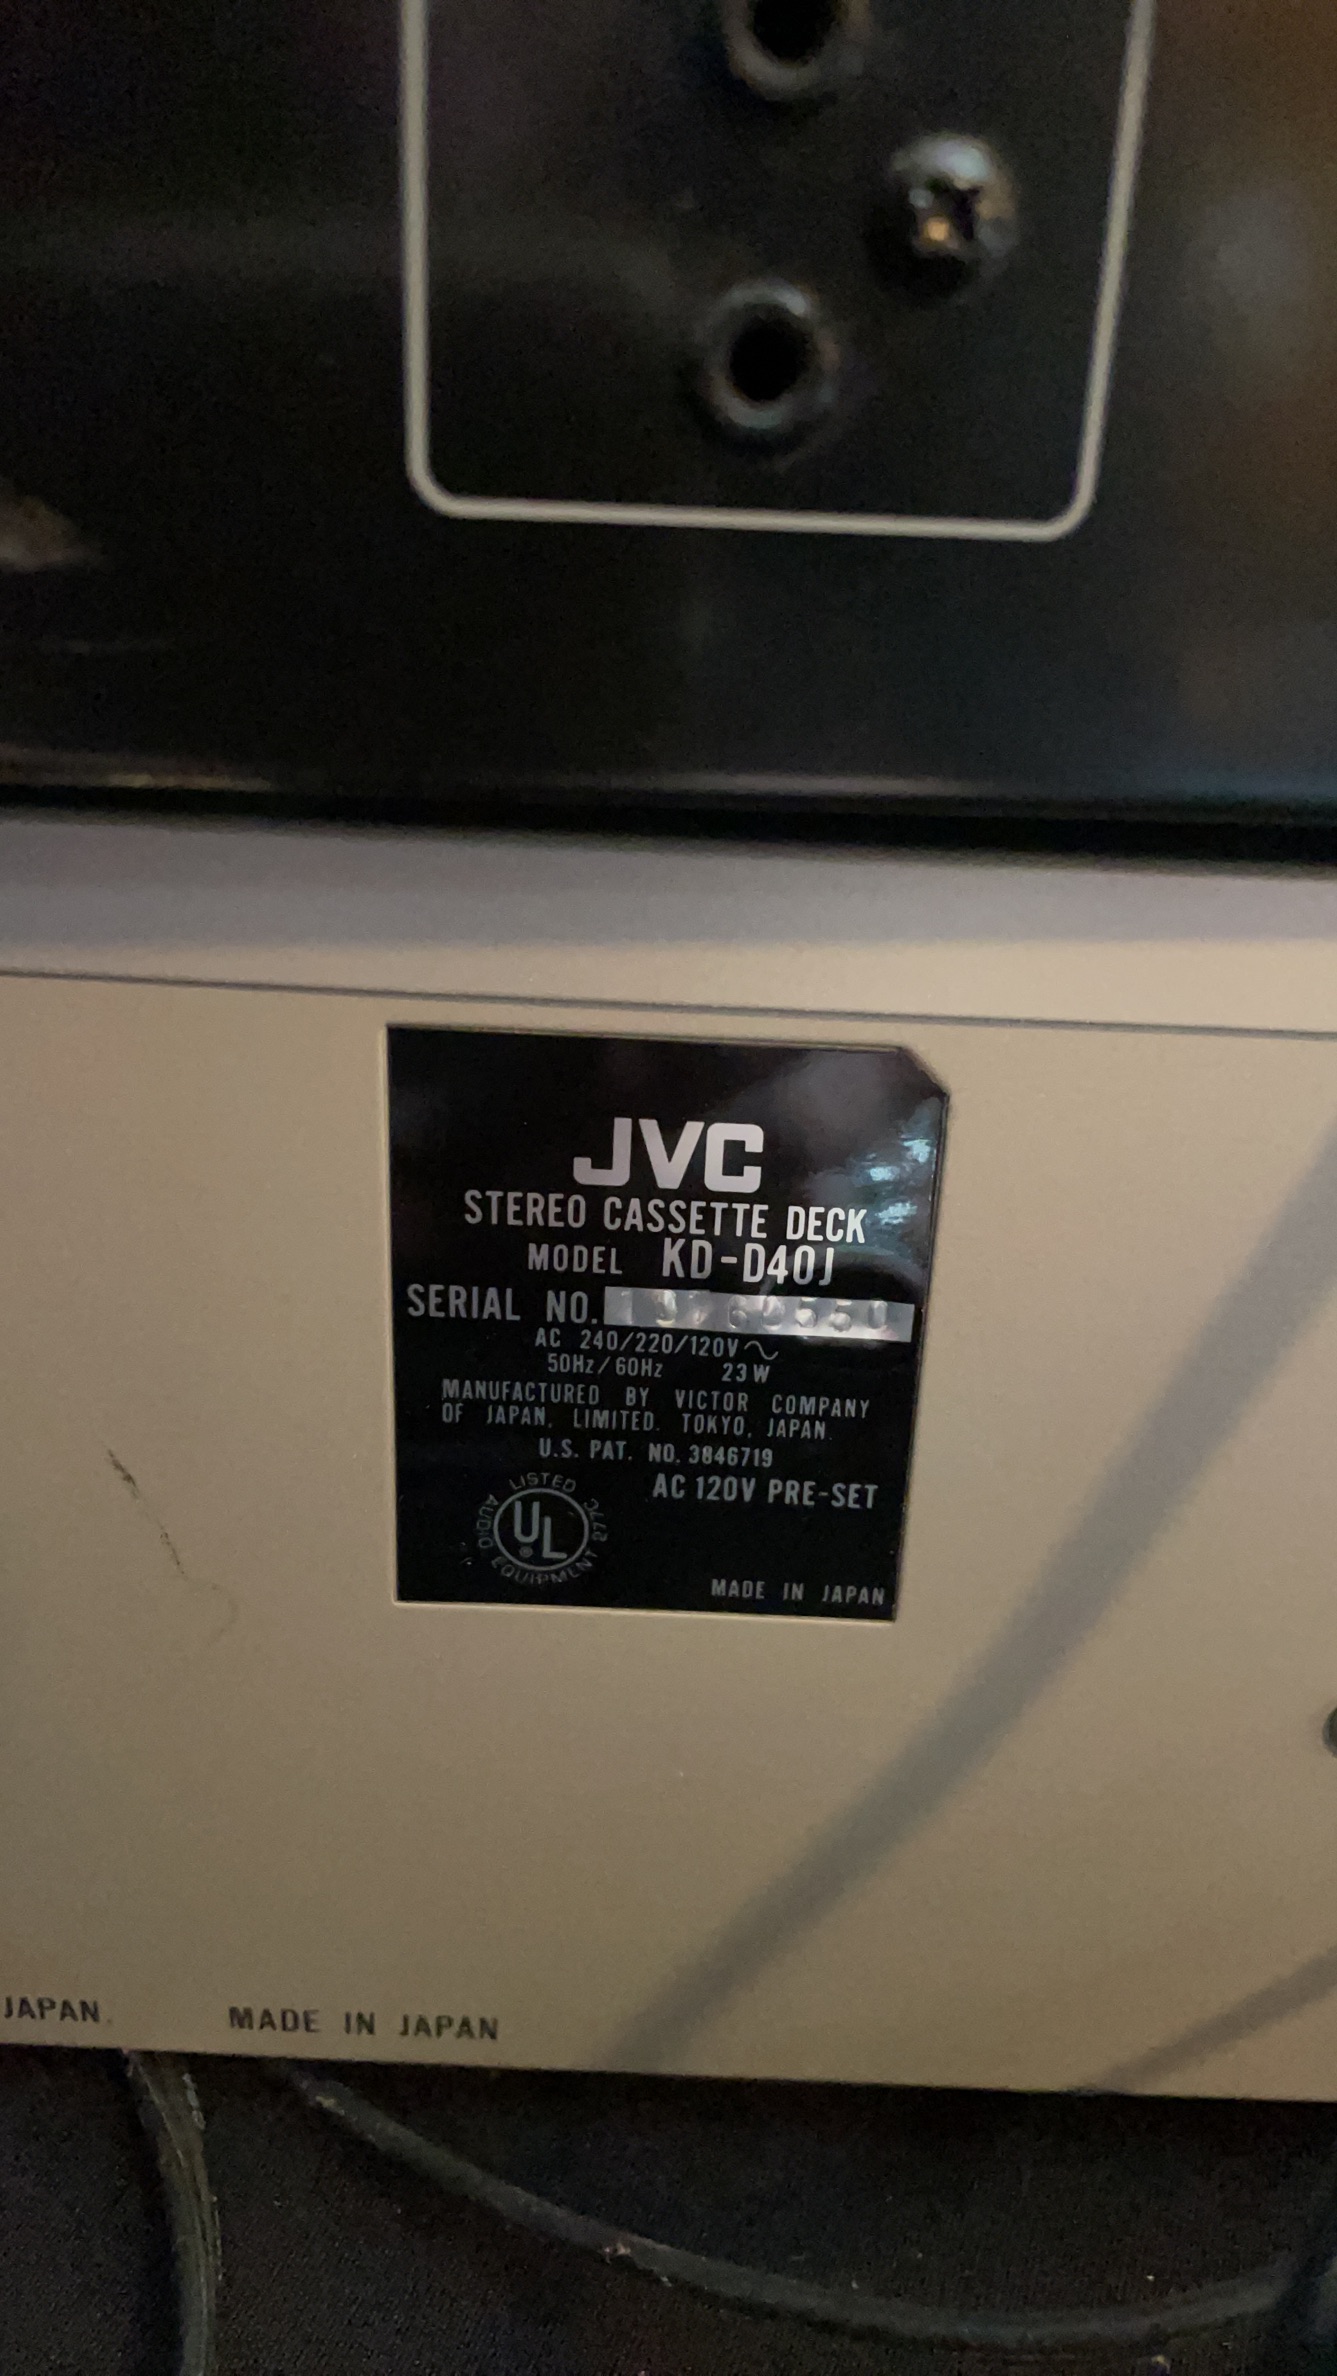 JVC
STEREO CASSETTE DECK
MODEL KD-D40J
SERIAL NO.
AC 240/220/120V~
50Hz/60Hz 23W
MANUFACTURED BY VICTOR COMPANY
OF JAPAN, LIMITED. TOKYO, JAPAN.
U.S. PAT. NO. 3846719
AC 120V PRE-SET
LISTED
UL
AUDIO EQUIPMENT 277C
MADE IN JAPAN
JAPAN. MADE IN JAPAN